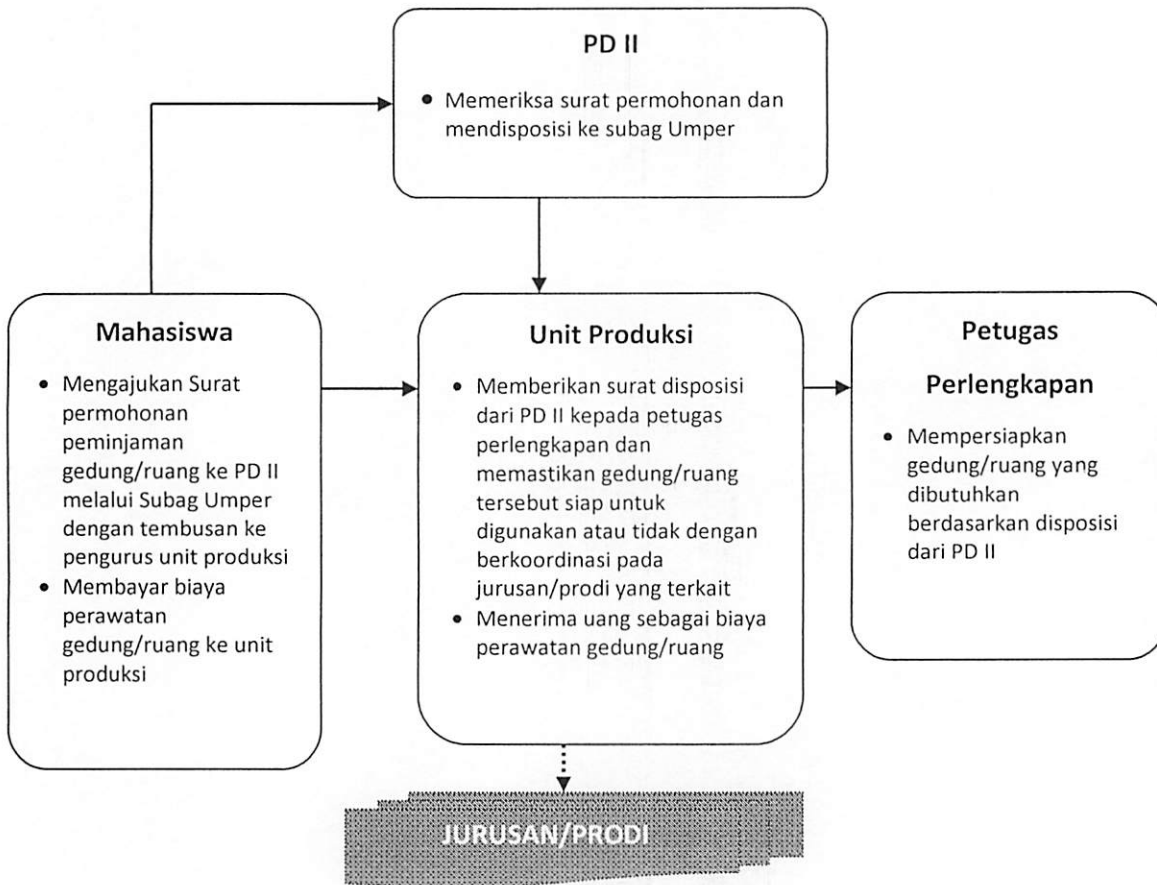 PD II
• Memeriksa surat permohonan dan
mendisposisi ke subag Umper
Mahasiswa
• Mengajukan Surat
permohonan
peminjaman
gedung/ruang ke PD II
melalui Subag Umper
dengan tembusan ke
pengurus unit produksi
• Membayar biaya
perawatan
gedung/ruang ke unit
produksi
Unit Produksi
• Memberikan surat disposisi
dari PD II kepada petugas
perlengkapan dan
memastikan gedung/ruang
tersebut siap untuk
digunakan atau tidak dengan
berkoordinasi pada
jurusan/prodi yang terkait
• Menerima uang sebagai biaya
perawatan gedung/ruang
Petugas
Perlengkapan
• Mempersiapkan
gedung/ruang yang
dibutuhkan
berdasarkan disposisi
dari PD II
JURUSAN/PRODI